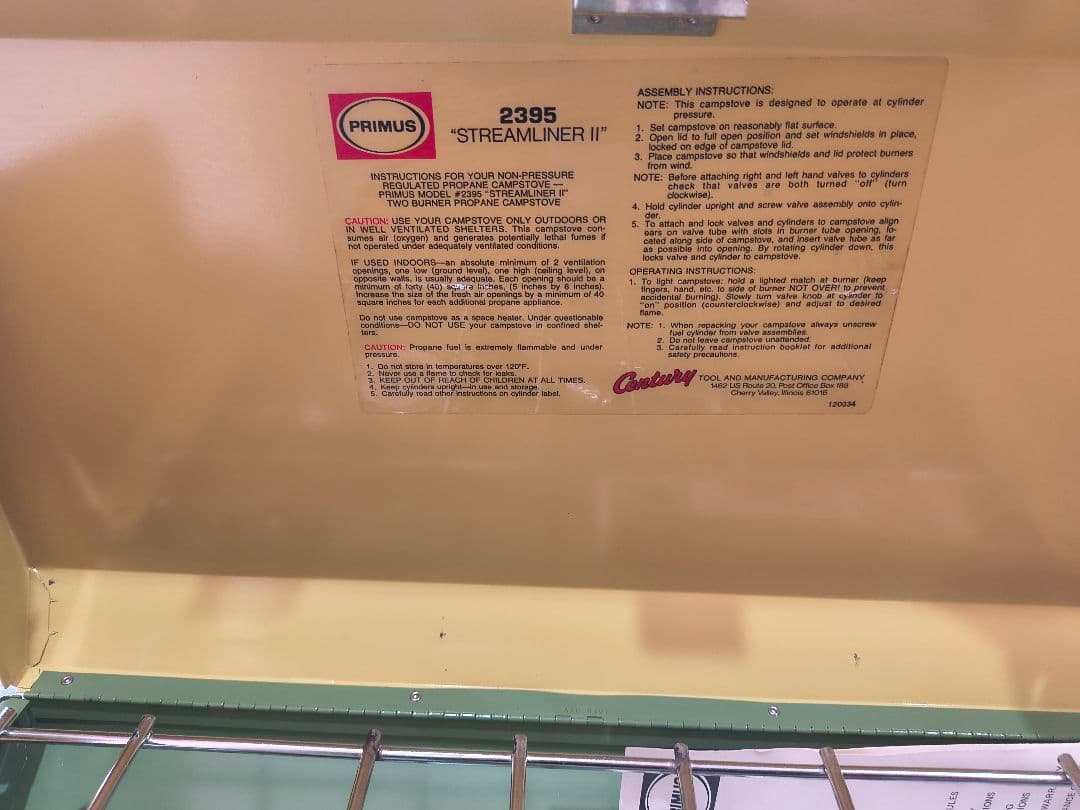 PRIMUS
2395
“STREAMLINER II”
INSTRUCTIONS FOR YOUR NON-PRESSURE
REGULATED PROPANE CAMPSTOVE —
PRIMUS MODEL #2395 “STREAMLINER II”
TWO BURNER PROPANE CAMPSTOVE
CAUTION: USE YOUR CAMPSTOVE ONLY OUTDOORS OR
IN WELL VENTILATED SHELTERS. This campstove con-
sumes air (oxygen) and generates potentially lethal fumes if
not operated under adequately ventilated conditions.
IF USED INDOORS—an absolute minimum of 2 ventilation
openings, one low (ground level), one high (ceiling level), on
opposite walls, is usually adequate. Each opening should be a
minimum of forty (40) square inches, (5 inches by 8 inches).
Increase the size of the fresh air openings by a minimum of 40
square inches for each additional propane appliance.
Do not use campstove as a space heater. Under questionable
conditions—DO NOT USE your campstove in confined shel-
ters.
CAUTION: Propane fuel is extremely flammable and under
pressure.
1. Do not store in temperatures over 120°F.
2. Never use a flame to check for leaks.
3. KEEP OUT OF REACH OF CHILDREN AT ALL TIMES.
4. Keep cylinders upright—in use and storage.
5. Carefully read other instructions on cylinder label.
ASSEMBLY INSTRUCTIONS:
NOTE: This campstove is designed to operate at cylinder
pressure.
1. Set campstove on reasonably flat surface.
2. Open lid to full open position and set windshields in place,
locked on edge of campstove lid.
3. Place campstove so that windshields and lid protect burners
from wind.
NOTE: Before attaching right and left hand valves to cylinders
check that valves are both turned “off” (turn
clockwise).
4. Hold cylinder upright and screw valve assembly onto cylin-
der.
5. To attach and lock valves and cylinders to campstove align
ears on valve tube with slots in burner tube opening, lo-
cated along side of campstove, and insert valve tube as far
as possible into opening. By rotating cylinder down, this
locks valve and cylinder to campstove.
OPERATING INSTRUCTIONS:
1. To light campstove: hold a lighted match at burner (keep
fingers, hand, etc. to side of burner NOT OVER! to prevent
accidental burning). Slowly turn valve knob at cylinder to
“on” position (counterclockwise) and adjust to desired
flame.
NOTE: 1. When repacking your campstove always unscrew
fuel cylinder from valve assemblies.
2. Do not leave campstove unattended.
3. Carefully read instruction booklet for additional
safety precautions.
Century TOOL AND MANUFACTURING COMPANY
1462 US Route 20, Post Office Box 188
Cherry Valley, Illinois 61016
120034